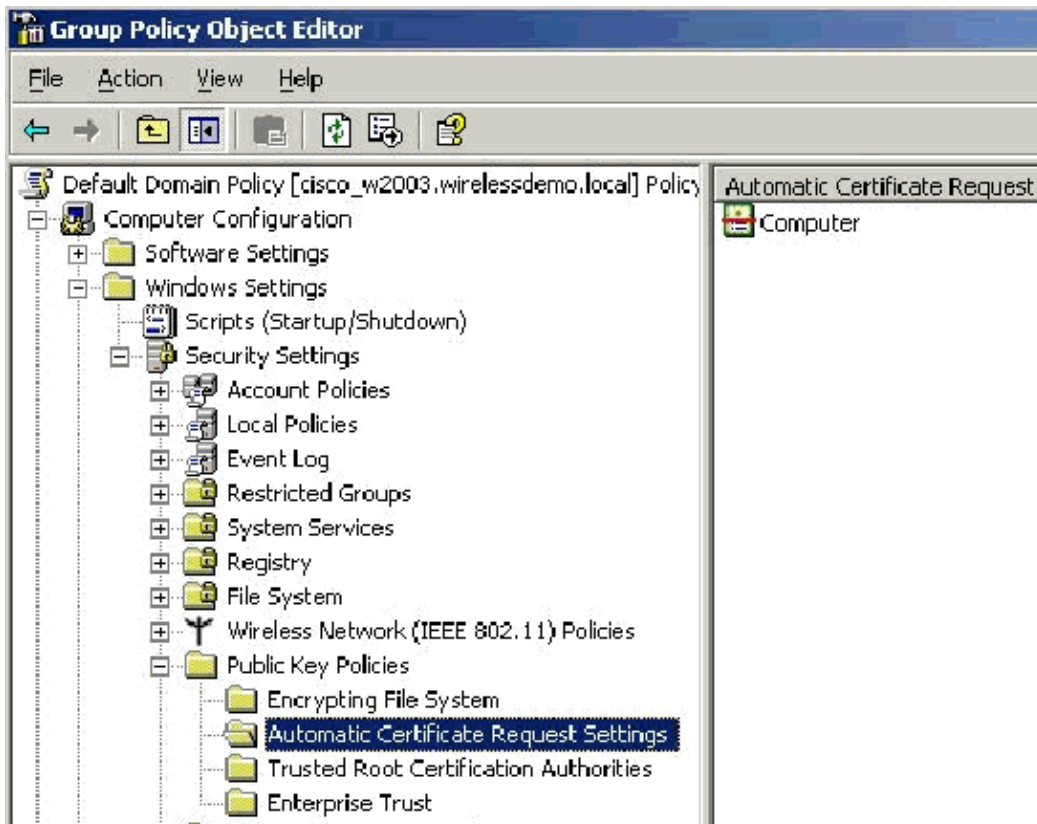 Group Policy Object Editor
File Action View Help
Default Domain Policy [cisco_w2003.wirelessdemo.local] Policy
Computer Configuration
Software Settings
Windows Settings
Scripts (Startup/Shutdown)
Security Settings
Account Policies
Local Policies
Event Log
Restricted Groups
System Services
Registry
File System
Wireless Network (IEEE 802.11) Policies
Public Key Policies
Encrypting File System
Automatic Certificate Request Settings
Trusted Root Certification Authorities
Enterprise Trust
Automatic Certificate Request
Computer